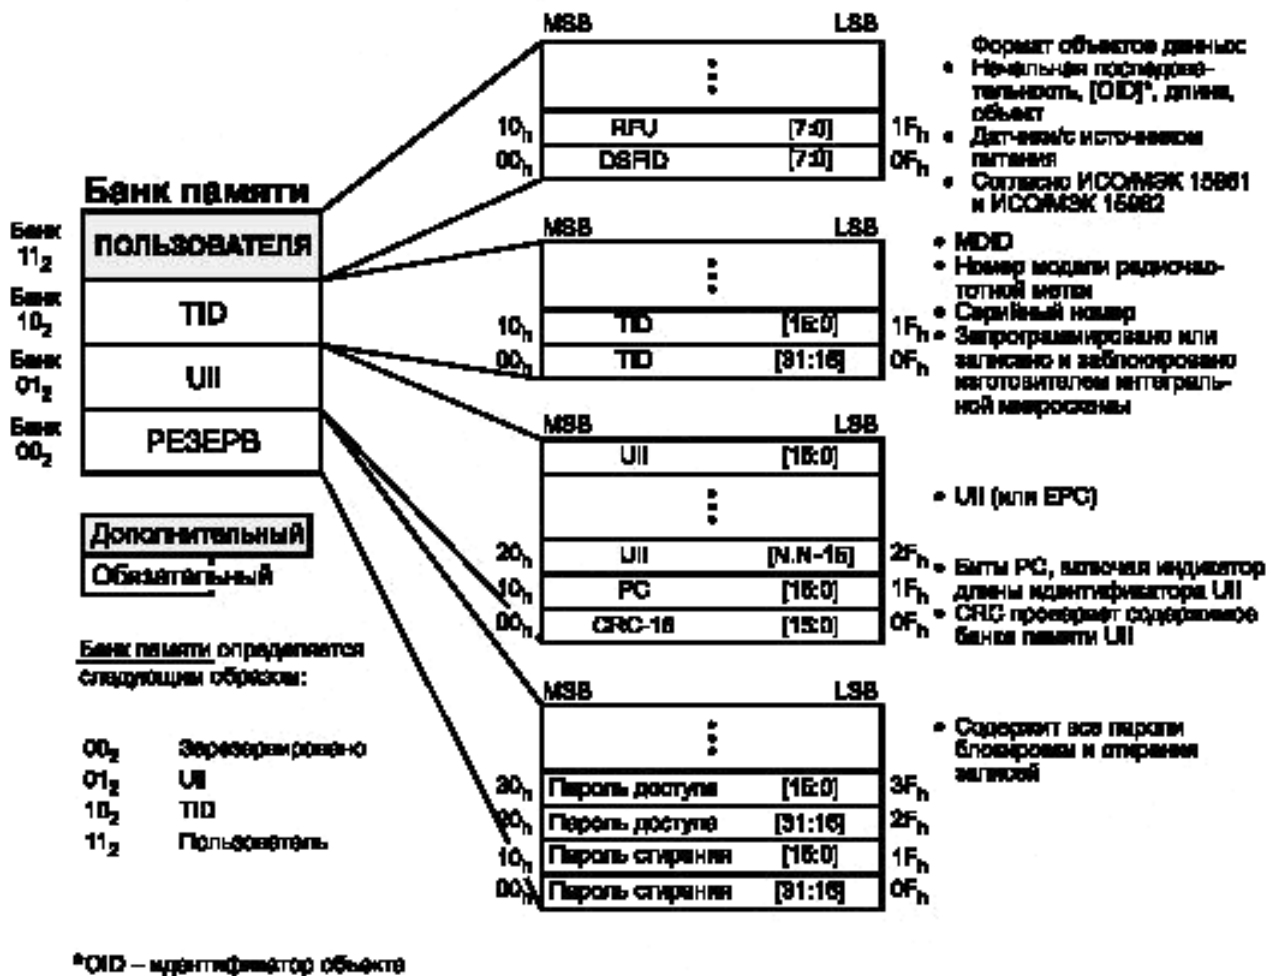 Банк памяти
Банк 11₂ ПОЛЬЗОВАТЕЛЯ
Банк 10₂ TID
Банк 01₂ UII
Банк 00₂ РЕЗЕРВ
Дополнительный
Обязательный
Банк памяти определяется
следующим образом:
00₂ Зарезервировано
01₂ UII
10₂ TID
11₂ Пользователь
MSB LSB
10h RFU [7:0] 1Fh
00h DSFID [7:0] 0Fh
Формат объектов данных:
• Начальная последова-
тельность, [OID]*, длина,
объект
• Датчики/с источником
питания
• Согласно ИСО/МЭК 15961
и ИСО/МЭК 15962
MSB LSB
10h TID [15:0] 1Fh
00h TID [31:16] 0Fh
• MDID
• Номер модели радиочас-
тотной метки
• Серийный номер
• Запрограммировано или
записано и заблокировано
изготовителем интеграль-
ной микросхемы
MSB LSB
UII [15:0]
20h UII [N:N-15] 2Fh
10h PC [15:0] 1Fh
00h CRC-16 [15:0] 0Fh
• UII (или EPC)
• Биты PC, включая индикатор
длины идентификатора UII
• CRC проверяет содержимое
банка памяти UII
MSB LSB
30h Пароль доступа [15:0] 3Fh
20h Пароль доступа [31:16] 2Fh
10h Пароль стирания [15:0] 1Fh
00h Пароль стирания [31:16] 0Fh
• Содержит все пароли
блокировки и стирания
записей
*OID – идентификатор объекта